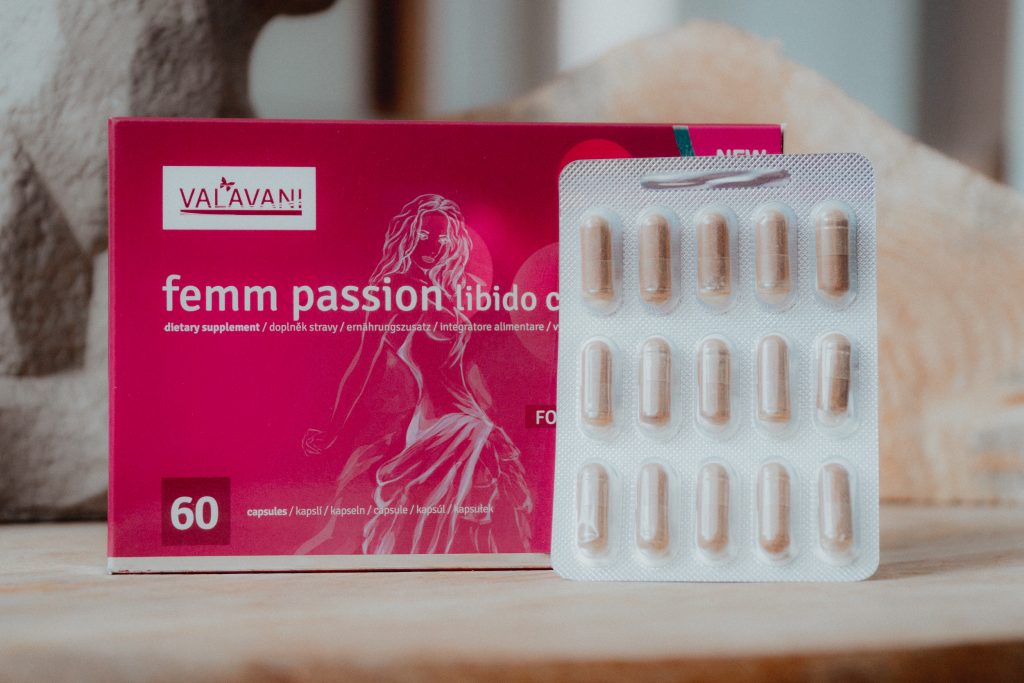 NEW
VALAVANI
femm passion libido c
dietary supplement / doplněk stravy / ernährungszusatz / integratore alimentare / v
FO
60
capsules / kapslí / kapseln / capsule / kapsúl / kapsułek